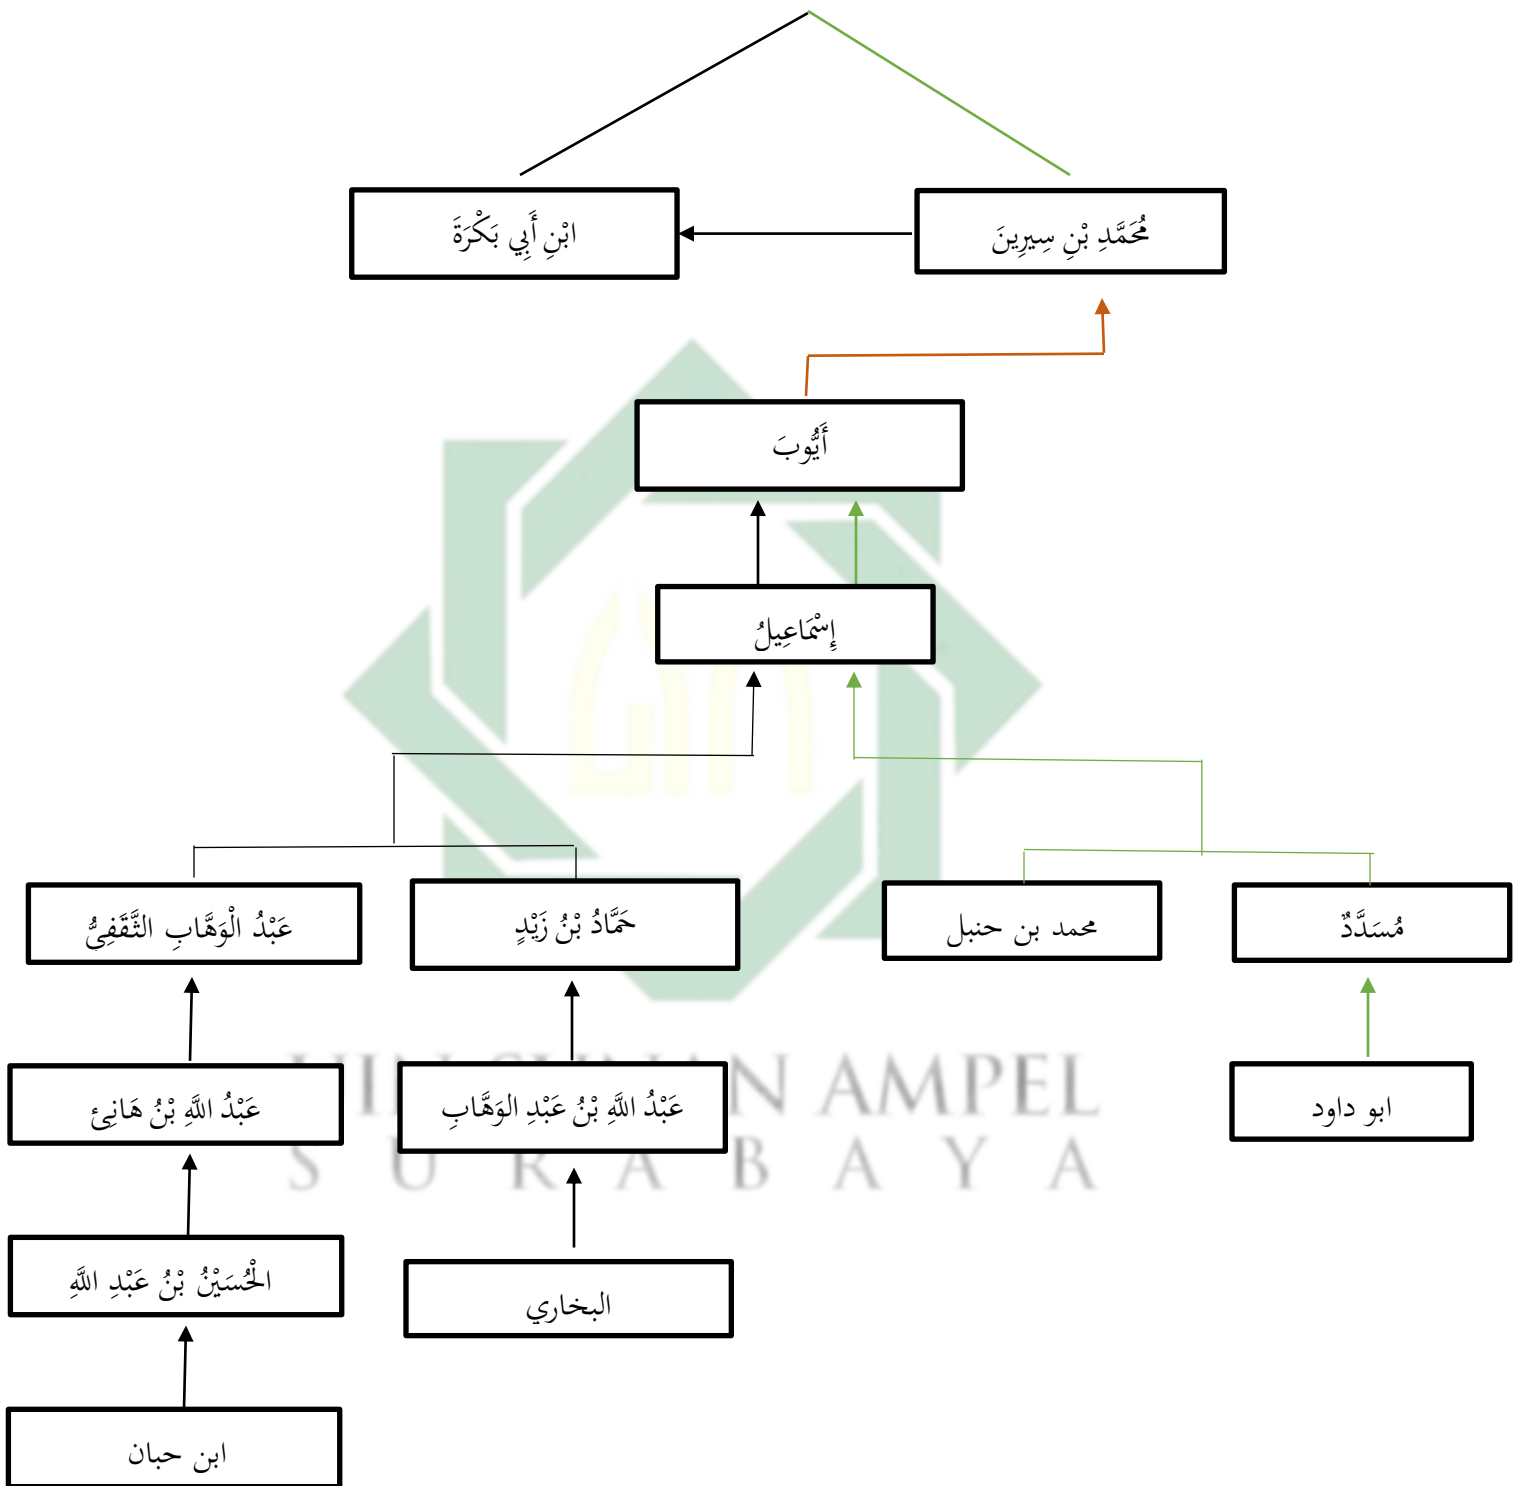 ابْنِ أَبِي بَكْرَةَ
مُحَمَّدِ بْنِ سِيرِينَ
أَيُّوبَ
إِسْمَاعِيلُ
عَبْدُ الْوَهَّابِ الثَّقَفِيُّ
حَمَّادُ بْنُ زَيْدٍ
محمد بن حنبل
مُسَدَّدٌ
عَبْدُ اللَّهِ بْنُ هَانِئ
عَبْدُ اللَّهِ بْنُ عَبْدِ الوَهَّابِ
ابو داود
UIN SUNAN AMPEL
SURABAYA
الْحُسَيْنُ بْنُ عَبْدِ اللَّهِ
البخاري
ابن حبان